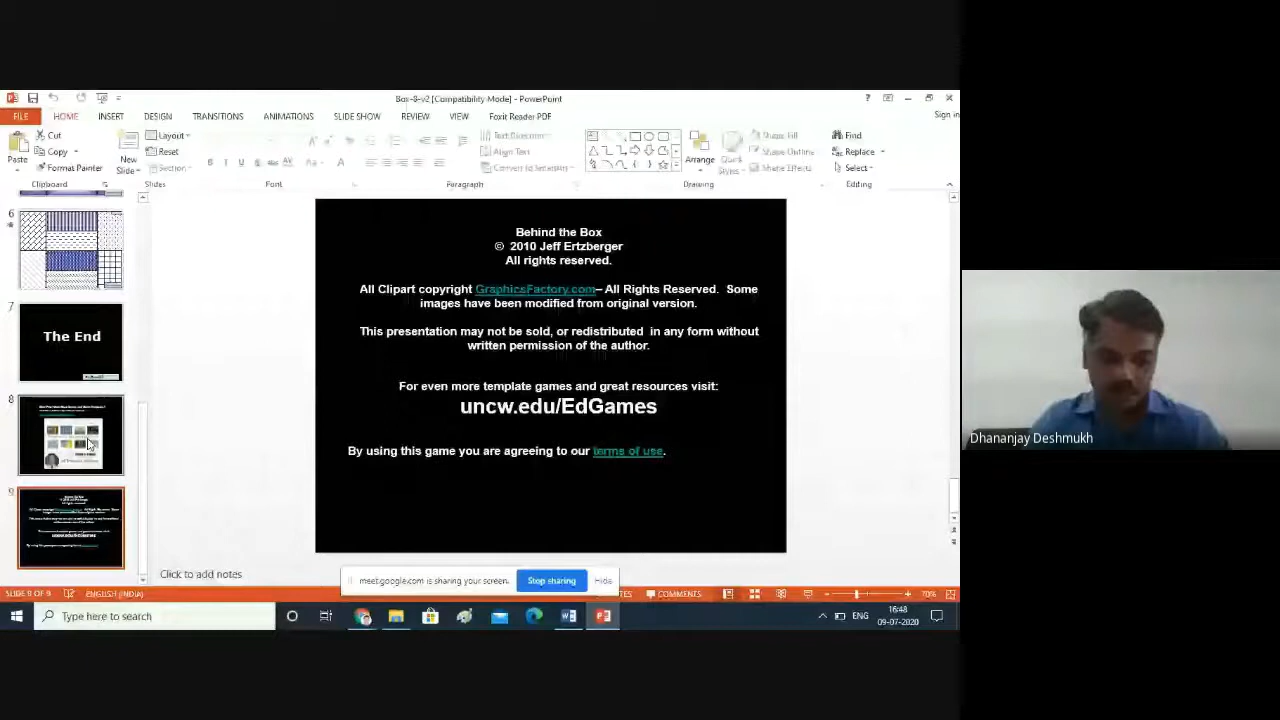 Box-9-v2 [Compatibility Mode] - PowerPoint
Sign in
FILE HOME INSERT DESIGN TRANSITIONS ANIMATIONS SLIDE SHOW REVIEW VIEW Foxit Reader PDF
Paste
Cut
Copy
Format Painter
New
Slide
Layout
Reset
Section
Text Direction
Align Text
Convert to SmartArt
Arrange
Quick
Styles
Shape Fill
Shape Outline
Shape Effects
Find
Replace
Select
Clipboard Slides Font Paragraph Drawing Editing
6
7
The End
8
9
Behind the Box
© 2010 Jeff Ertzberger
All rights reserved.
All Clipart copyright GraphicsFactory.com– All Rights Reserved. Some
images have been modified from original version.
This presentation may not be sold, or redistributed in any form without
written permission of the author.
For even more template games and great resources visit:
uncw.edu/EdGames
By using this game you are agreeing to our terms of use.
Click to add notes
meet.google.com is sharing your screen.
Stop sharing
Hide
SLIDE 9 OF 9
ENGLISH (INDIA)
COMMENTS
70%
Type here to search
ENG
16:48
09-07-2020
Dhananjay Deshmukh